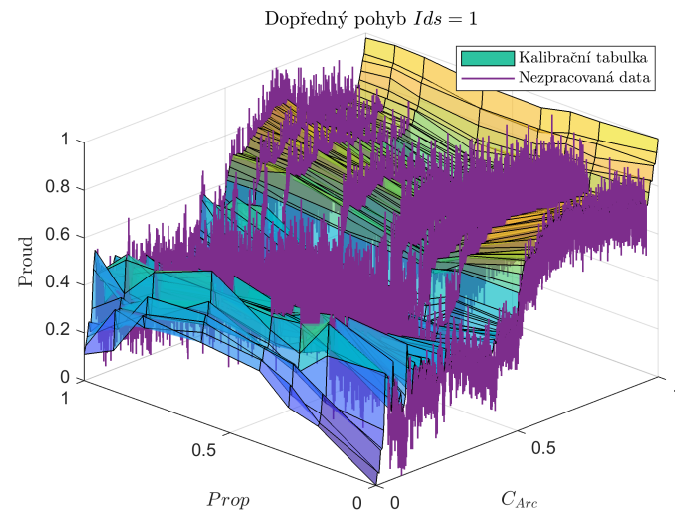 Dopředný pohyb Ids = 1
Kalibrační tabulka
Nezpracovaná data
1
0.8
0.6
0.4
0.2
0
Proud
1
0.5
0
Prop
0
0.5
C_Arc